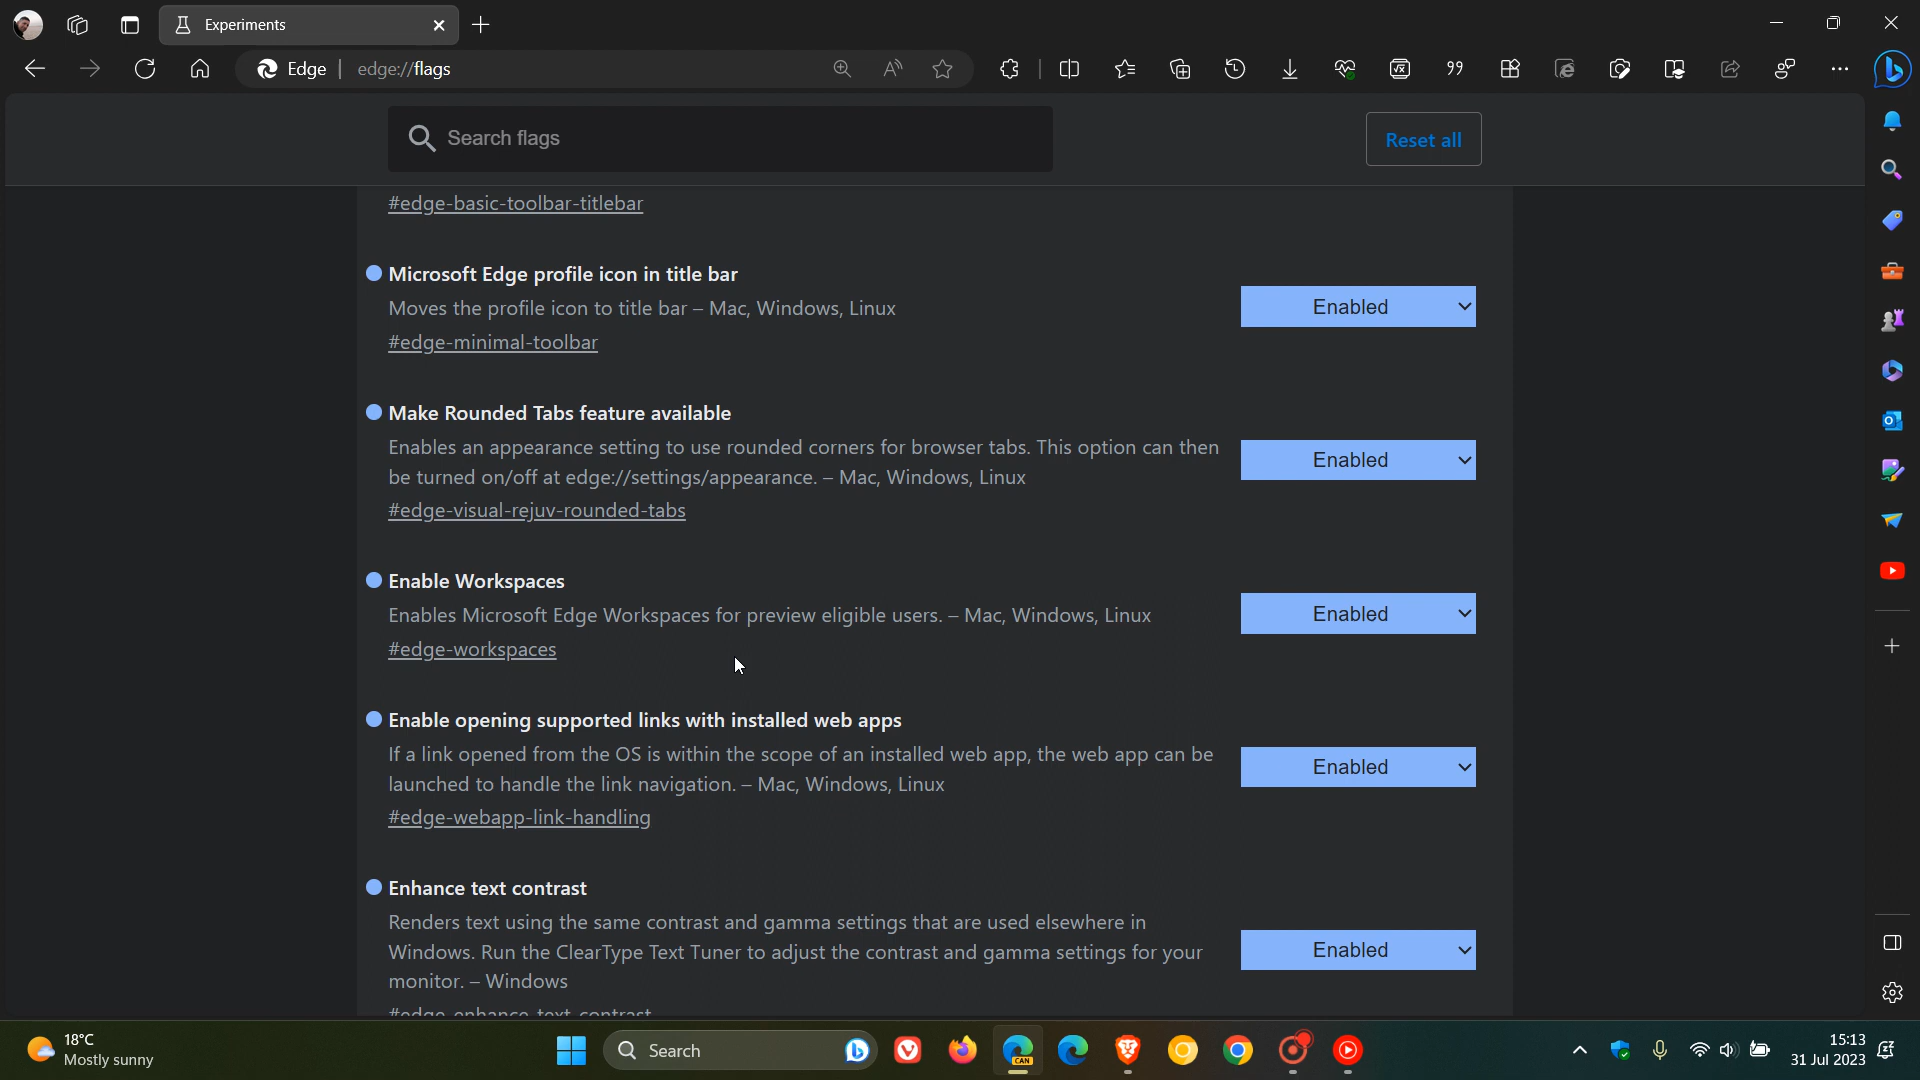 Experiments
Edge | edge://flags
Search flags
Reset all
#edge-basic-toolbar-titlebar
Microsoft Edge profile icon in title bar
Moves the profile icon to title bar – Mac, Windows, Linux
#edge-minimal-toolbar
Enabled
Make Rounded Tabs feature available
Enables an appearance setting to use rounded corners for browser tabs. This option can then
be turned on/off at edge://settings/appearance. – Mac, Windows, Linux
#edge-visual-rejuv-rounded-tabs
Enabled
Enable Workspaces
Enables Microsoft Edge Workspaces for preview eligible users. – Mac, Windows, Linux
#edge-workspaces
Enabled
Enable opening supported links with installed web apps
If a link opened from the OS is within the scope of an installed web app, the web app can be
launched to handle the link navigation. – Mac, Windows, Linux
#edge-webapp-link-handling
Enabled
Enhance text contrast
Renders text using the same contrast and gamma settings that are used elsewhere in
Windows. Run the ClearType Text Tuner to adjust the contrast and gamma settings for your
monitor. – Windows
#edge-enhance-text-contrast
Enabled
18°C
Mostly sunny
Search
CAN
15:13
31 Jul 2023